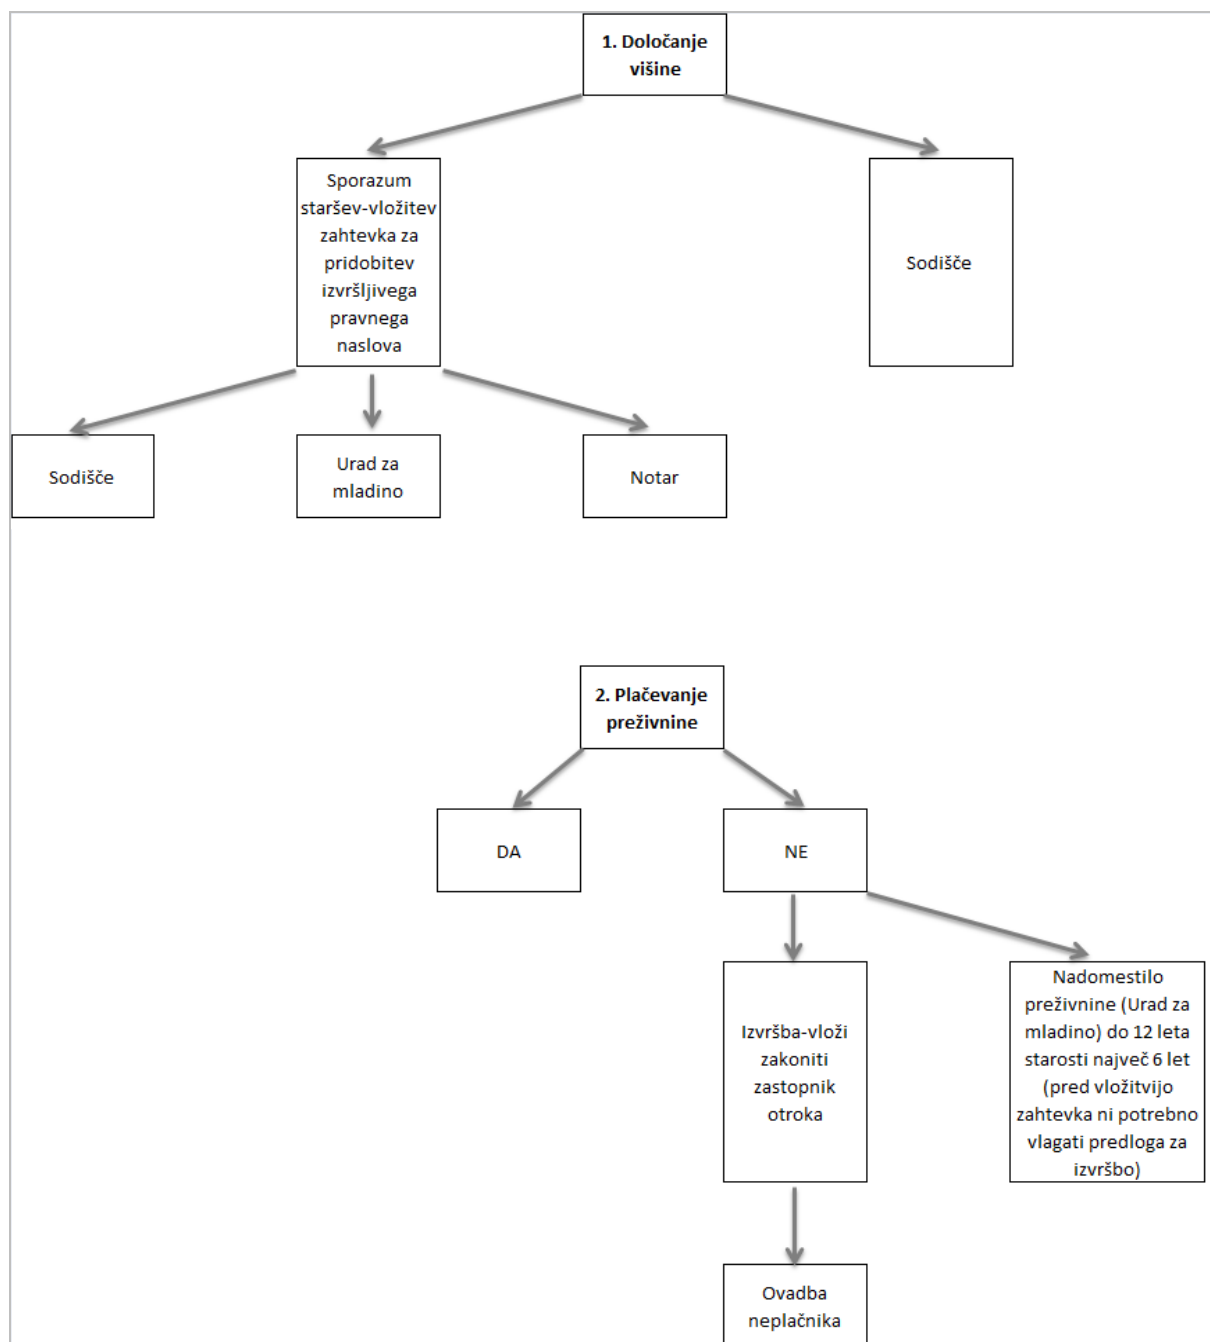 1. Določanje
višine
Sporazum
staršev-vložitev
zahtevka za
pridobitev
izvršljivega
pravnega
naslova
Sodišče
Sodišče
Urad za
mladino
Notar
2. Plačevanje
preživnine
DA
NE
Izvršba-vloži
zakoniti
zastopnik
otroka
Nadomestilo
preživnine (Urad za
mladino) do 12 leta
starosti največ 6 let
(pred vložitvijo
zahtevka ni potrebno
vlagati predloga za
izvršbo)
Ovadba
neplačnika